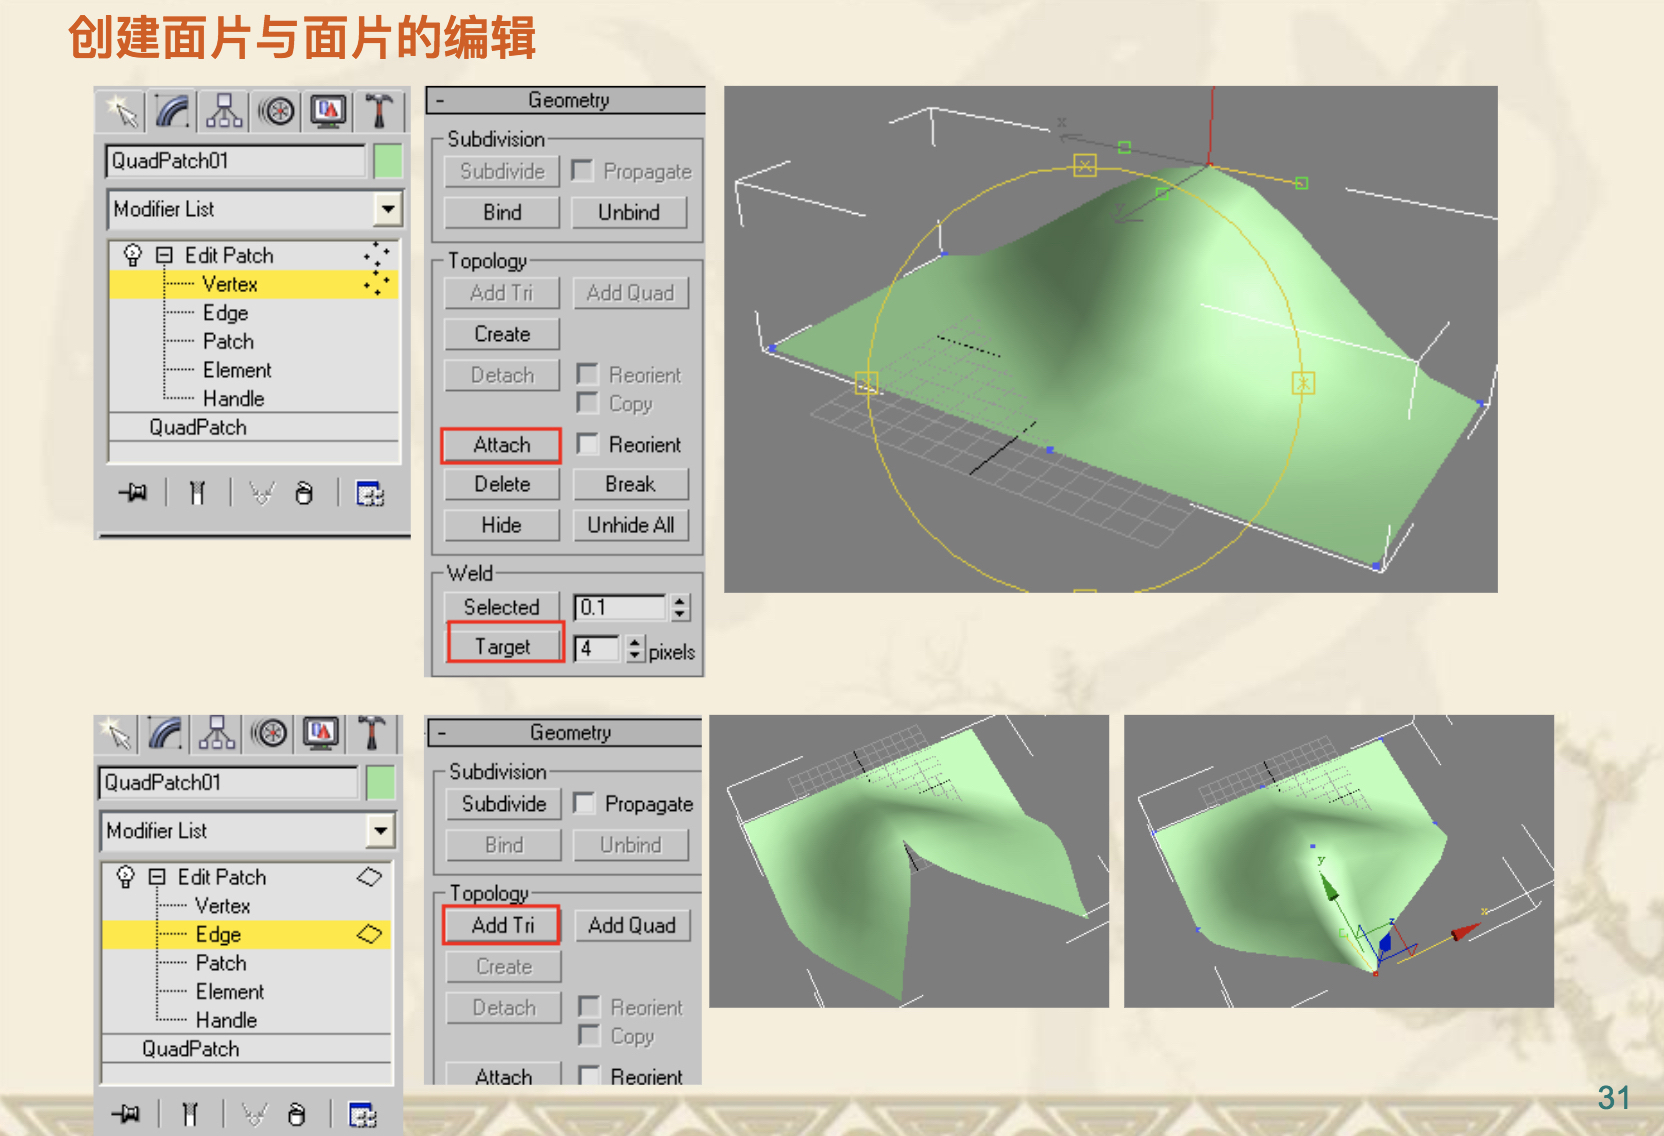 创建面片与面片的编辑
QuadPatch01
Modifier List
Edit Patch
Vertex
Edge
Patch
Element
Handle
QuadPatch
- Geometry
Subdivision
Subdivide Propagate
Bind Unbind
Topology
Add Tri Add Quad
Create
Detach Reorient
Copy
Attach Reorient
Delete Break
Hide Unhide All
Weld
Selected 0.1
Target 4 pixels
x
y
QuadPatch01
Modifier List
Edit Patch
Vertex
Edge
Patch
Element
Handle
QuadPatch
- Geometry
Subdivision
Subdivide Propagate
Bind Unbind
Topology
Add Tri Add Quad
Create
Detach Reorient
Copy
Attach Reorient
y
z
x
31